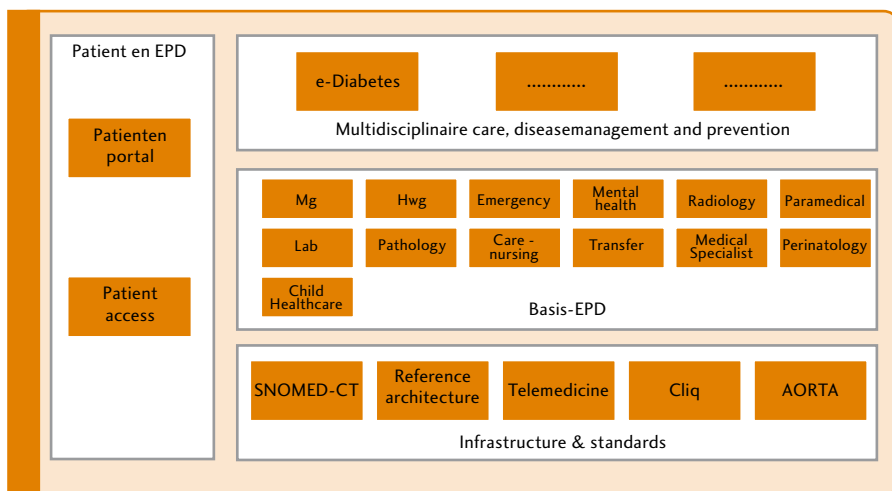 Patient en EPD
Patienten
portal
Patient
access
e-Diabetes
............
............
Multidisciplinaire care, diseasemanagement and prevention
Mg
Hwg
Emergency
Mental
health
Radiology
Paramedical
Lab
Pathology
Care -
nursing
Transfer
Medical
Specialist
Perinatology
Child
Healthcare
Basis-EPD
SNOMED-CT
Reference
architecture
Telemedicine
Cliq
AORTA
Infrastructure & standards